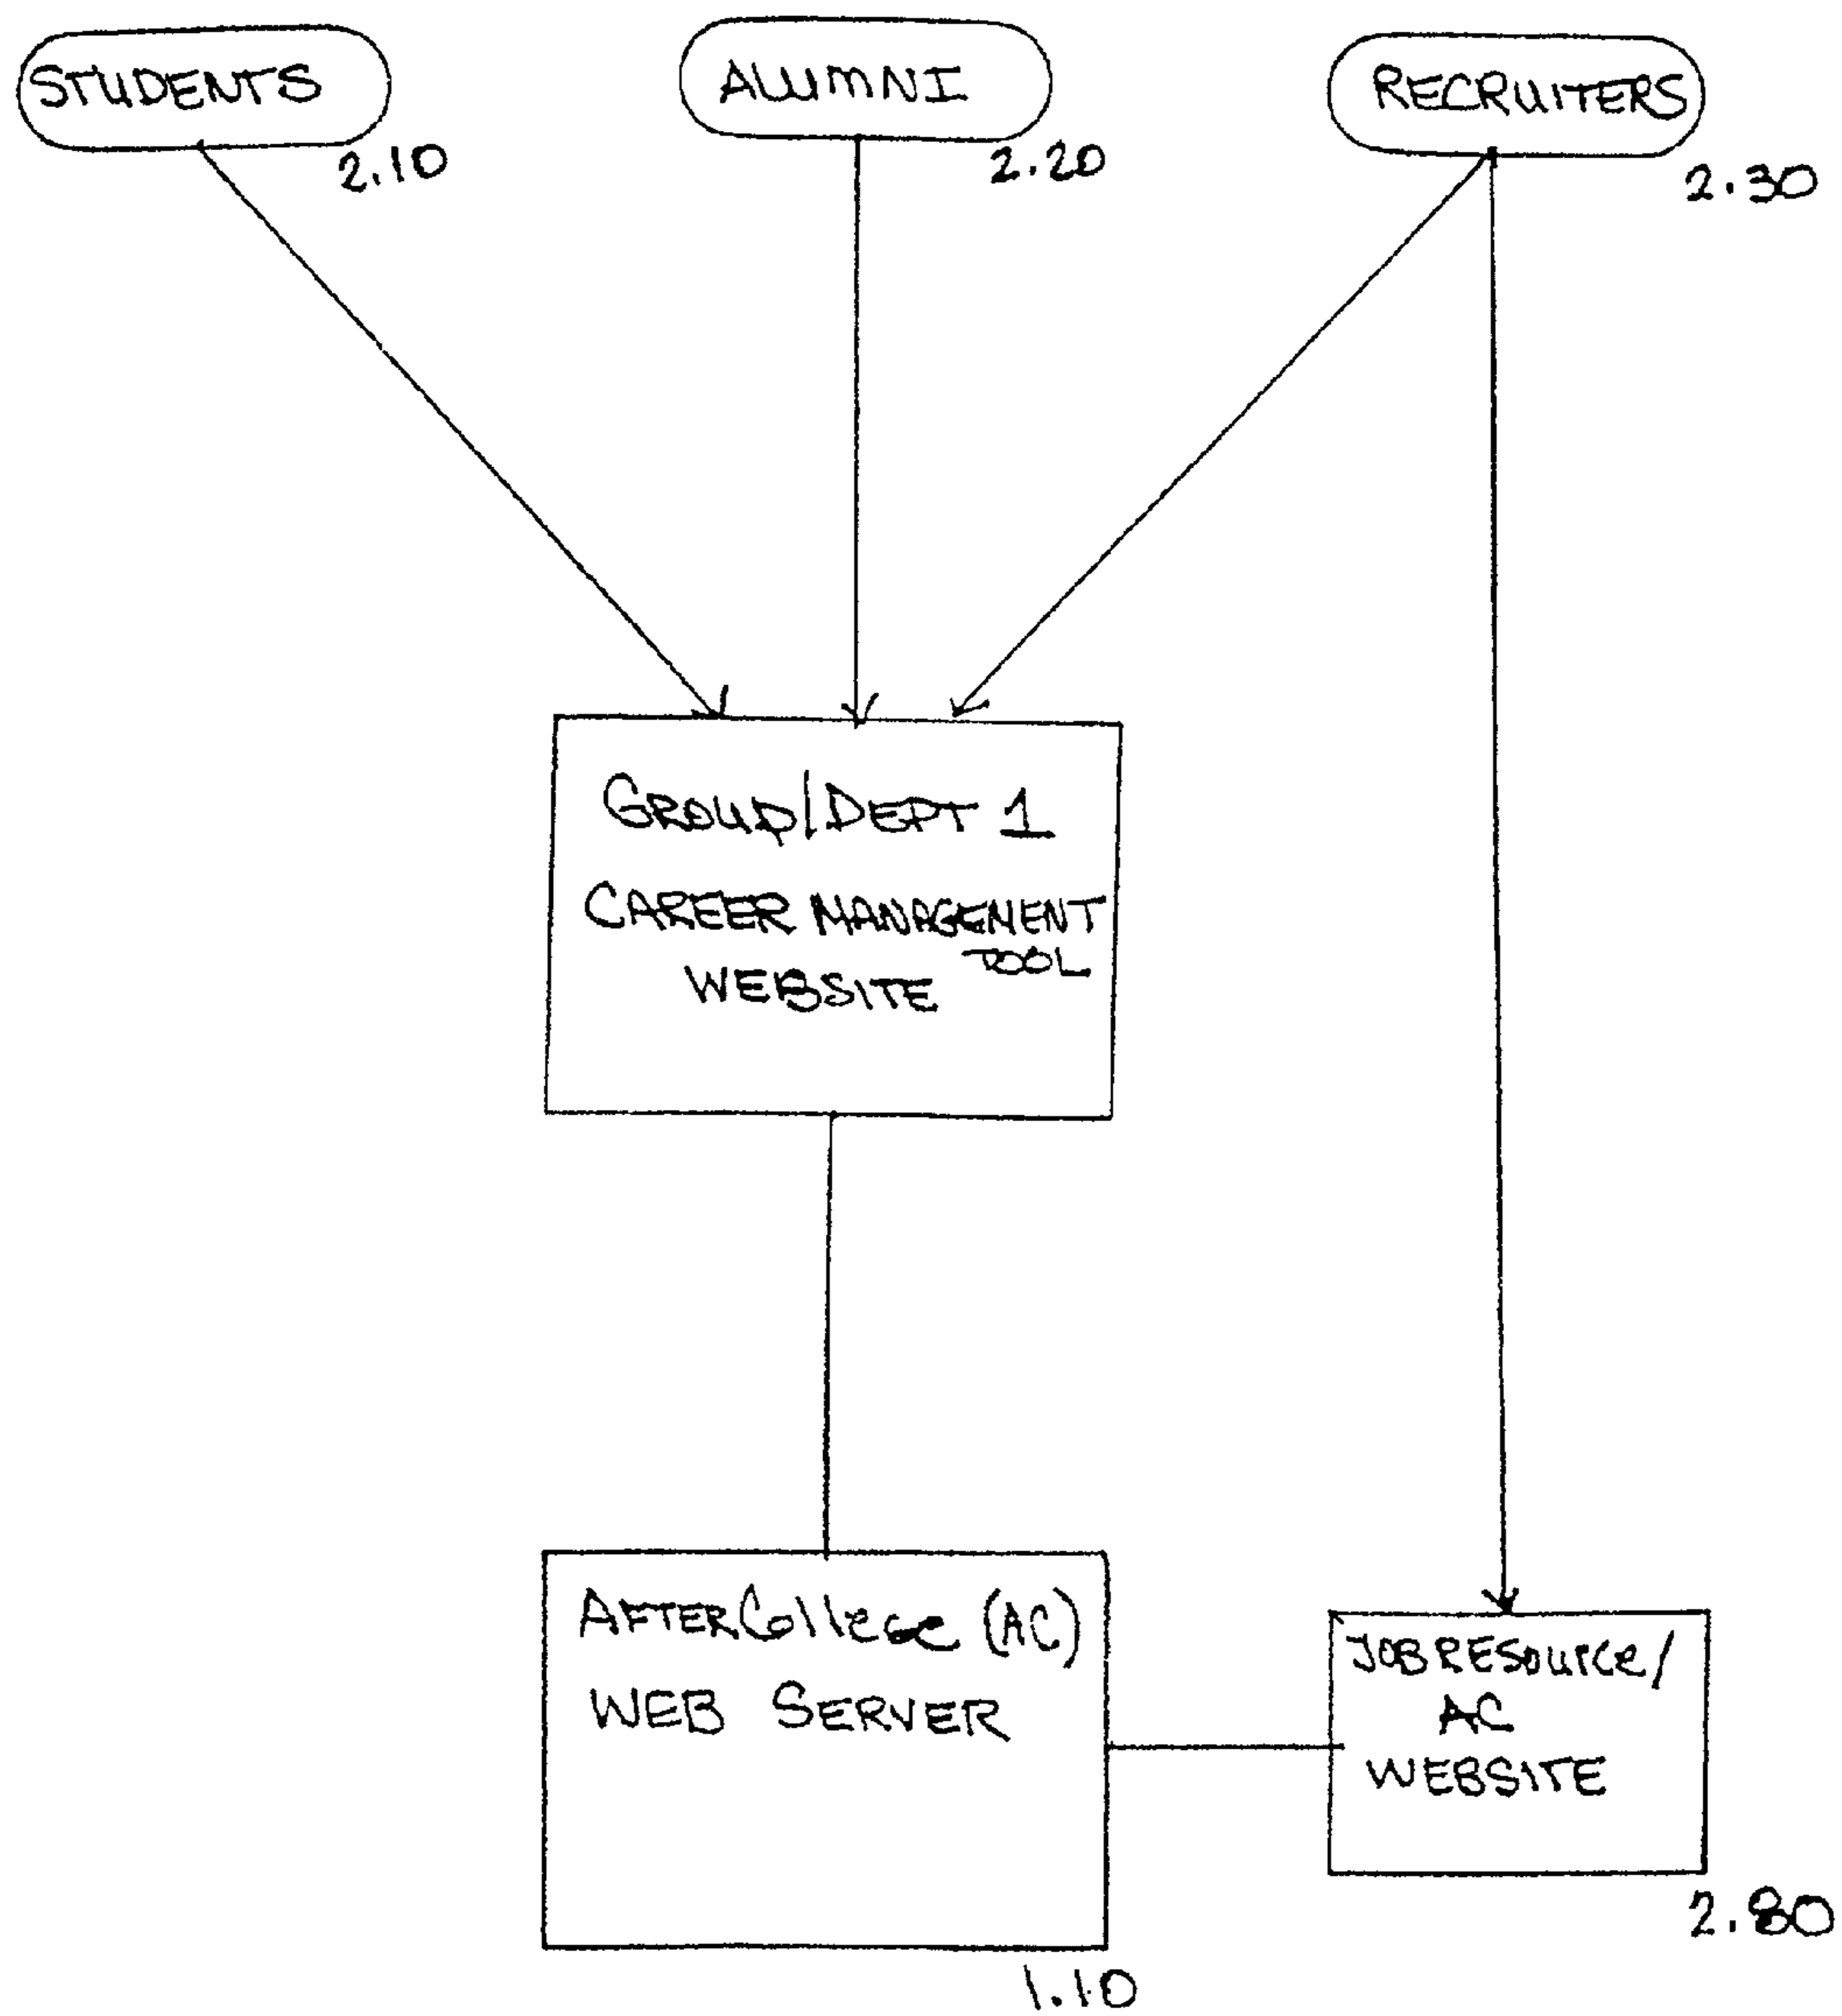 STUDENTS
2.10
ALUMNI
2.20
RECRUITERS
2.30
GROUP/DEPT 1
CAREER MANAGEMENT
TOOL
WEBSITE
AFTERCollege (AC)
WEB SERVER
1.10
JOBRESOURCE/
AC
WEBSITE
2.80